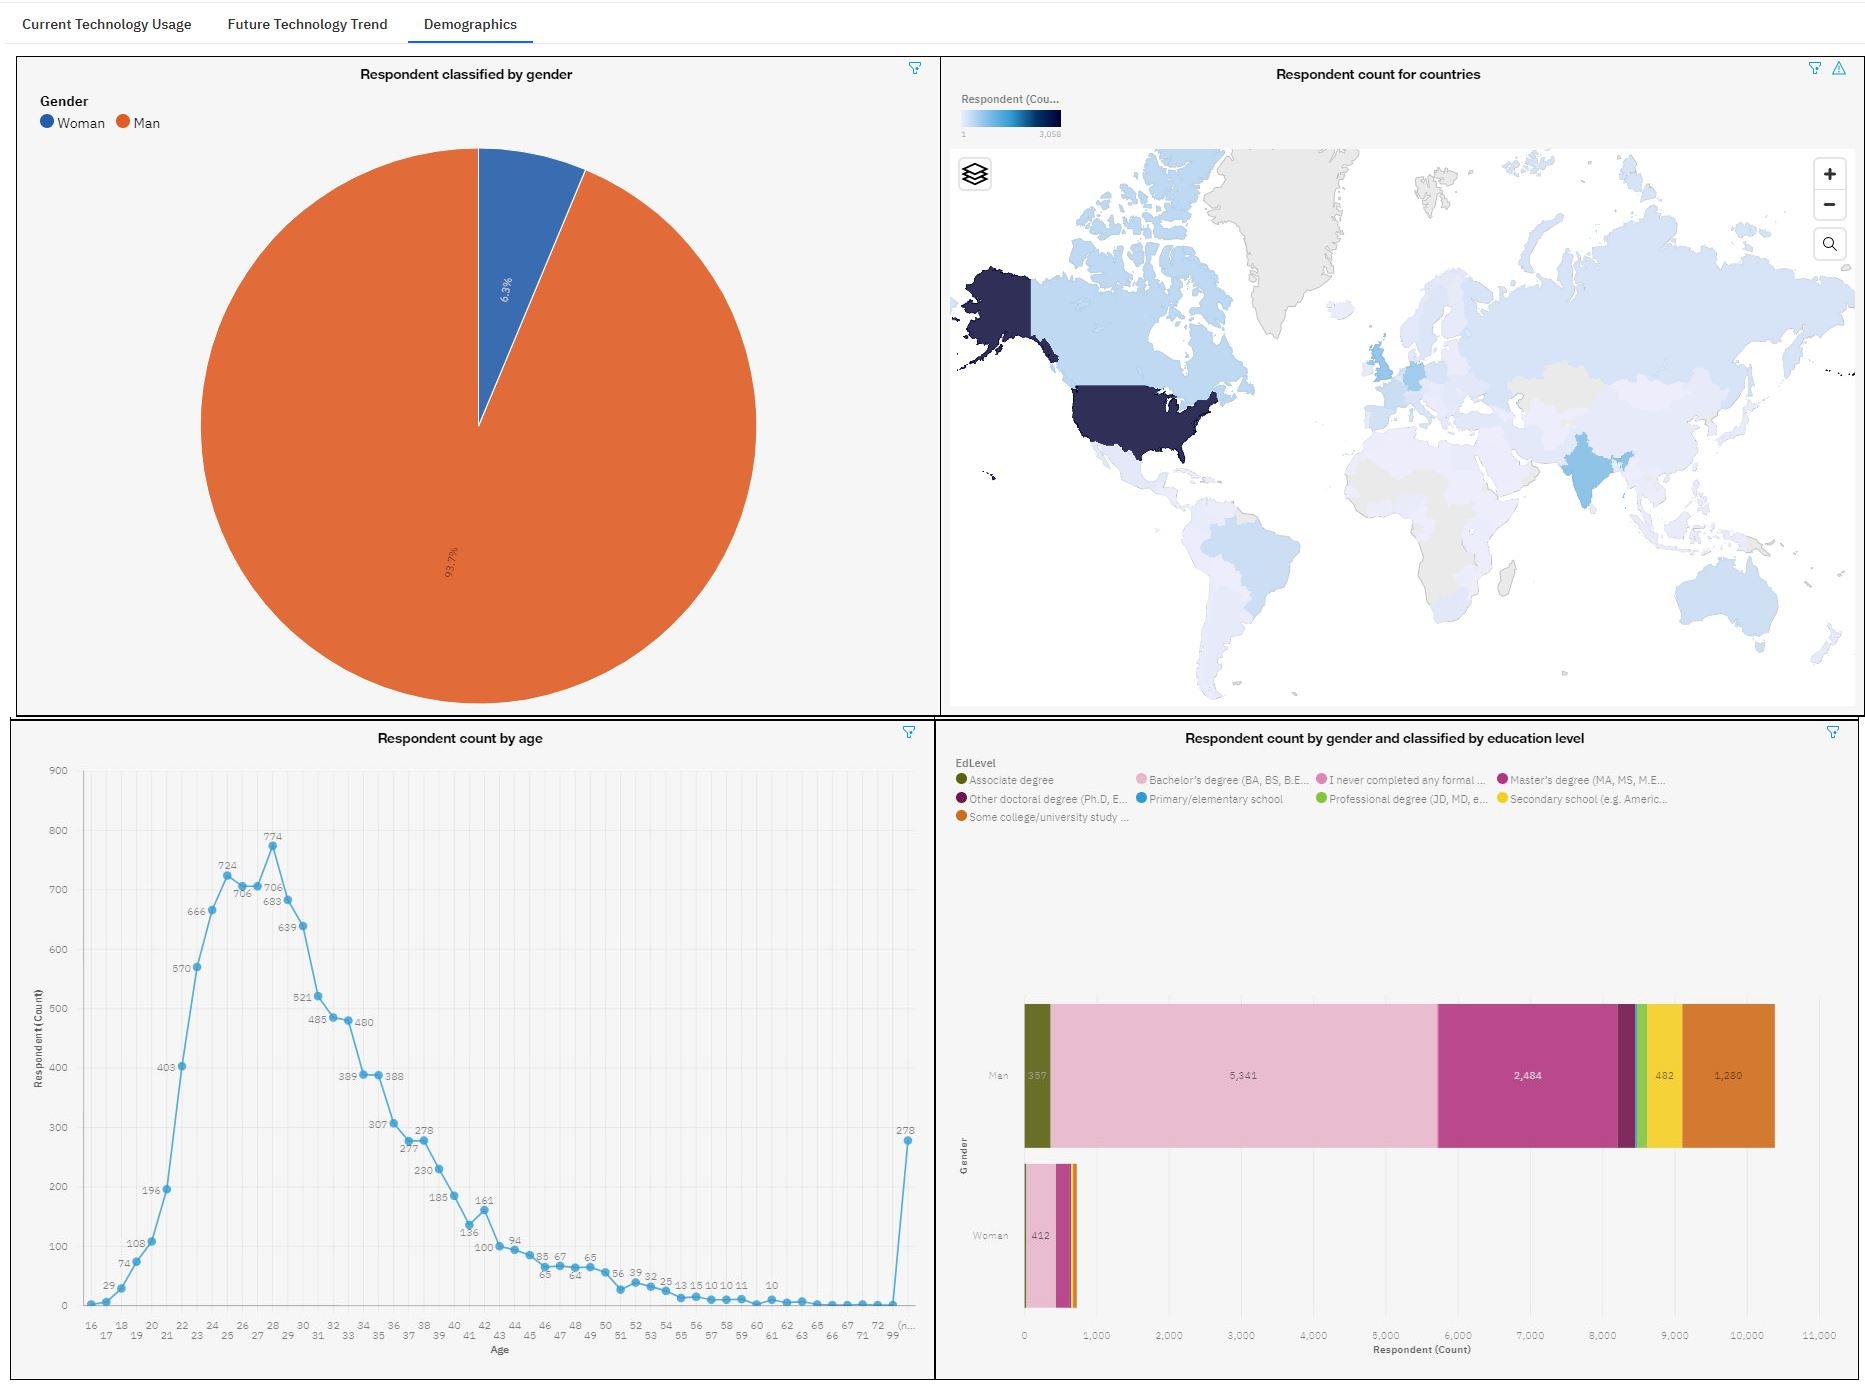 Current Technology Usage Future Technology Trend Demographics
Respondent classified by gender
Gender
Woman Man
6.3%
93.7%
Respondent count for countries
Respondent (Cou...
1 3,058
+
−
Respondent count by age
900
800
700
600
500
400
300
200
100
0
Respondent (Count)
29
74
108
196
403
570
666
724
706
706
774
683
639
521
485
480
389
388
307
277
278
230
185
136
161
100
94
85
65
67
64
65
56
39
32
25
13
15
10
10
11
10
278
16 18 20 22 24 26 28 30 32 34 36 38 40 42 44 46 48 50 52 54 56 58 60 62 65 67 72 (n...
17 19 21 23 25 27 29 31 33 35 37 39 41 43 45 47 49 51 53 55 57 59 61 63 66 71 99
Age
Respondent count by gender and classified by education level
EdLevel
Associate degree Bachelor's degree (BA, BS, B.E... I never completed any formal ... Master's degree (MA, MS, M.E...
Other doctoral degree (Ph.D, E... Primary/elementary school Professional degree (JD, MD, e... Secondary school (e.g. Americ...
Some college/university study ...
Gender
Man
357 5,341 2,484 482 1,280
Woman
412
0 1,000 2,000 3,000 4,000 5,000 6,000 7,000 8,000 9,000 10,000 11,000
Respondent (Count)